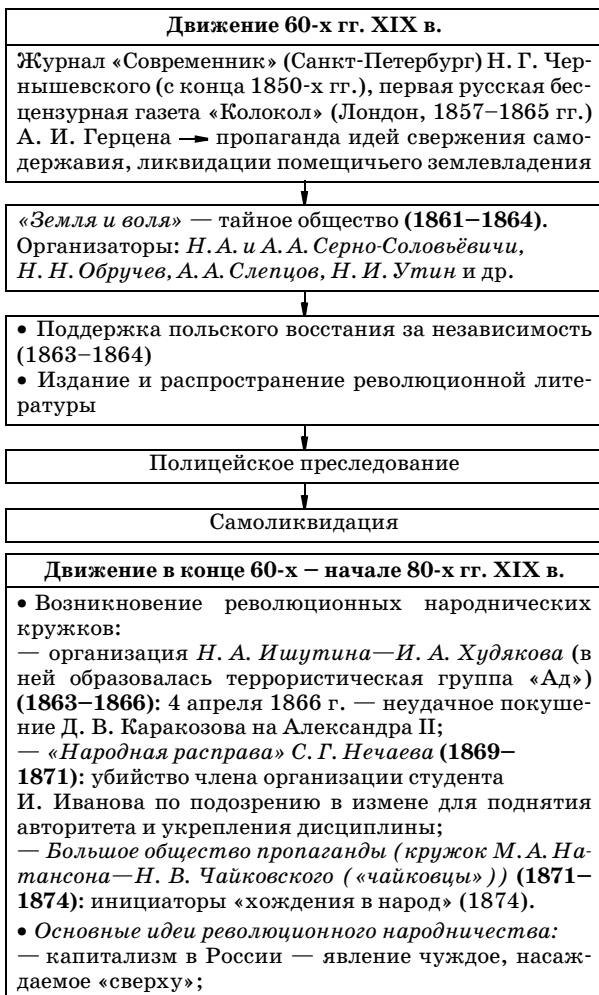 Движение 60-х гг. XIX в.
Журнал «Современник» (Санкт-Петербург) Н. Г. Чер-
нышевского (с конца 1850-х гг.), первая русская бес-
цензурная газета «Колокол» (Лондон, 1857–1865 гг.)
А. И. Герцена → пропаганда идей свержения само-
державия, ликвидации помещичьего землевладения
«Земля и воля» — тайное общество (1861–1864).
Организаторы: Н. А. и А. А. Серно-Соловьёвичи,
Н. Н. Обручев, А. А. Слепцов, Н. И. Утин и др.
• Поддержка польского восстания за независимость
(1863–1864)
• Издание и распространение революционной лите-
ратуры
Полицейское преследование
Самоликвидация
Движение в конце 60-х – начале 80-х гг. XIX в.
• Возникновение революционных народнических
кружков:
— организация Н. А. Ишутина—И. А. Худякова (в
ней образовалась террористическая группа «Ад»)
(1863–1866): 4 апреля 1866 г. — неудачное покуше-
ние Д. В. Каракозова на Александра II;
— «Народная расправа» С. Г. Нечаева (1869–
1871): убийство члена организации студента
И. Иванова по подозрению в измене для поднятия
авторитета и укрепления дисциплины;
— Большое общество пропаганды (кружок М. А. На-
тансона—Н. В. Чайковского («чайковцы»)) (1871–
1874): инициаторы «хождения в народ» (1874).
• Основные идеи революционного народничества:
— капитализм в России — явление чуждое, насаж-
даемое «сверху»;